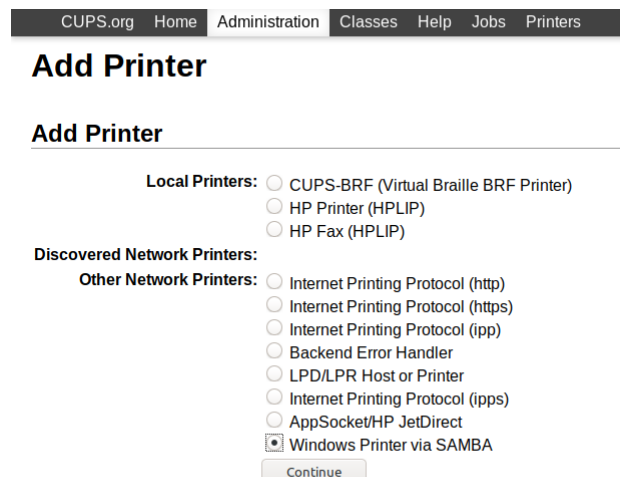 CUPS.org Home Administration Classes Help Jobs Printers
Add Printer
Add Printer
Local Printers: CUPS-BRF (Virtual Braille BRF Printer)
HP Printer (HPLIP)
HP Fax (HPLIP)
Discovered Network Printers:
Other Network Printers: Internet Printing Protocol (http)
Internet Printing Protocol (https)
Internet Printing Protocol (ipp)
Backend Error Handler
LPD/LPR Host or Printer
Internet Printing Protocol (ipps)
AppSocket/HP JetDirect
Windows Printer via SAMBA
Continue